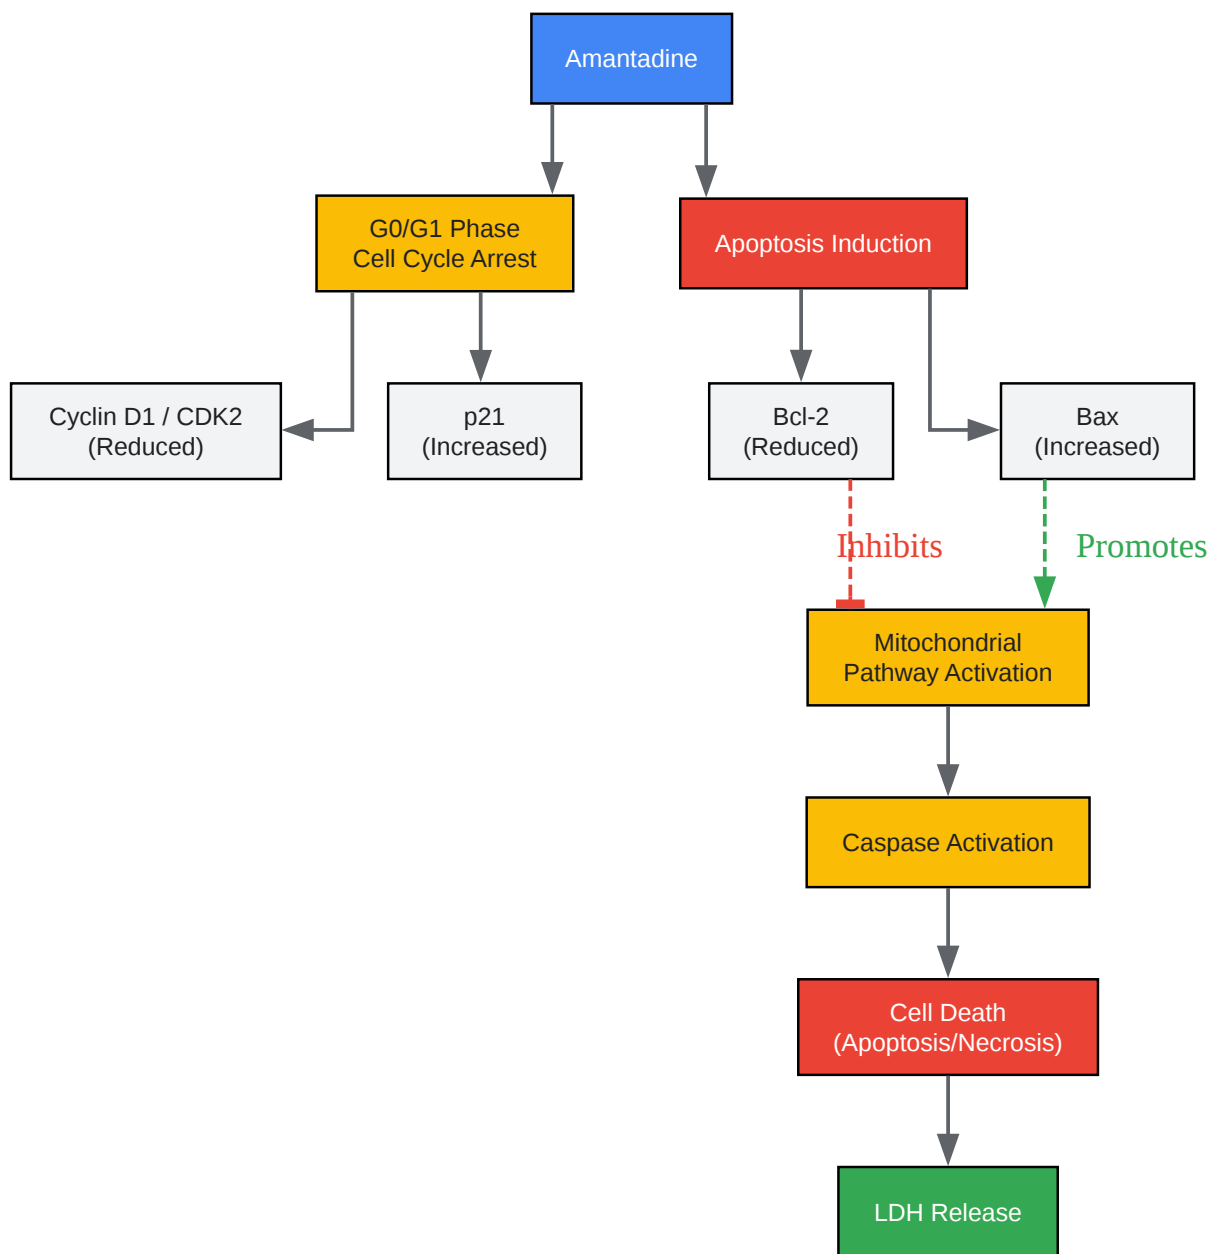 Amantadine
G0/G1 Phase
Cell Cycle Arrest
Apoptosis Induction
Cyclin D1 / CDK2
(Reduced)
p21
(Increased)
Bcl-2
(Reduced)
Bax
(Increased)
Inhibits
Promotes
Mitochondrial
Pathway Activation
Caspase Activation
Cell Death
(Apoptosis/Necrosis)
LDH Release